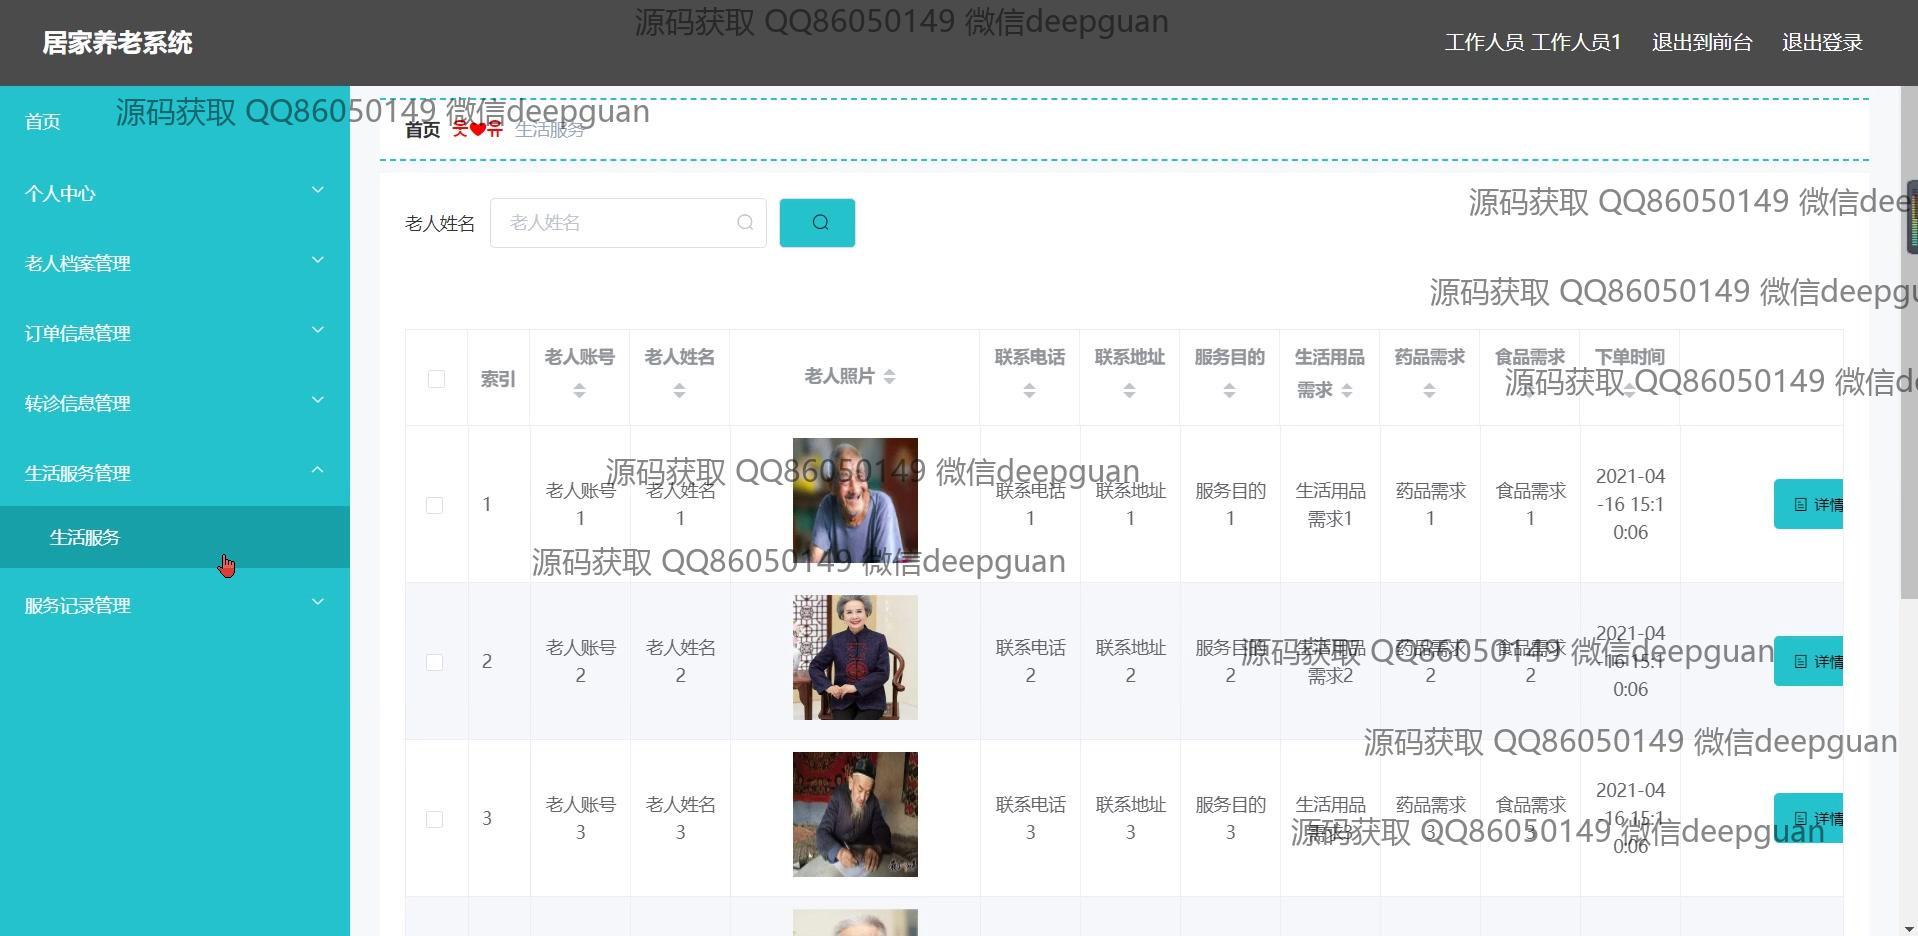 源码获取 QQ86050149 微信deepguan
居家养老系统
工作人员 工作人员1 退出到前台 退出登录
源码获取 QQ86050149 微信deepguan
首页
个人中心
老人档案管理
订单信息管理
转诊信息管理
生活服务管理
生活服务
服务记录管理
首页 웃❤유 生活服务
源码获取 QQ86050149 微信dee
老人姓名 老人姓名
源码获取 QQ86050149 微信deepgu
索引 老人账号 老人姓名 老人照片 联系电话 联系地址 服务目的 生活用品需求 药品需求 食品需求 下单时间
源码获取 QQ86050149 微信de
源码获取 QQ86050149 微信deepguan
1 老人账号1 老人姓名1 联系电话1 联系地址1 服务目的1 生活用品需求1 药品需求1 食品需求1 2021-04-16 15:10:06 详情
源码获取 QQ86050149 微信deepguan
2 老人账号2 老人姓名2 联系电话2 联系地址2 服务目的2 生活用品需求2 药品需求2 食品需求2 2021-04-16 15:10:06 详情
源码获取 QQ86050149 微信deepguan
源码获取 QQ86050149 微信deepguan
3 老人账号3 老人姓名3 联系电话3 联系地址3 服务目的3 生活用品需求3 药品需求3 食品需求3 2021-04-16 15:10:06 详情
源码获取 QQ86050149 微信deepguan